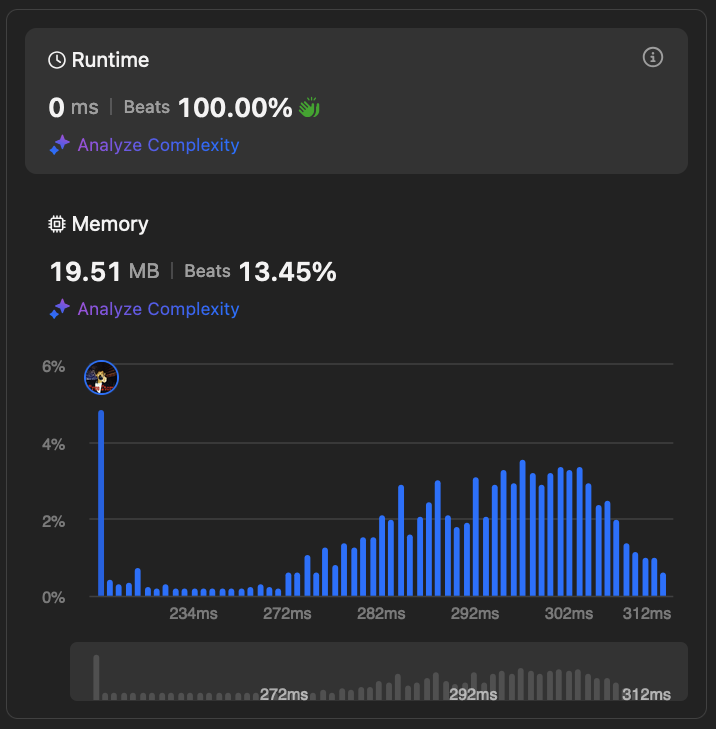 Runtime
0 ms | Beats 100.00%
Analyze Complexity
Memory
19.51 MB | Beats 13.45%
Analyze Complexity
6%
4%
2%
0%
234ms 272ms 282ms 292ms 302ms 312ms
272ms 292ms 312ms